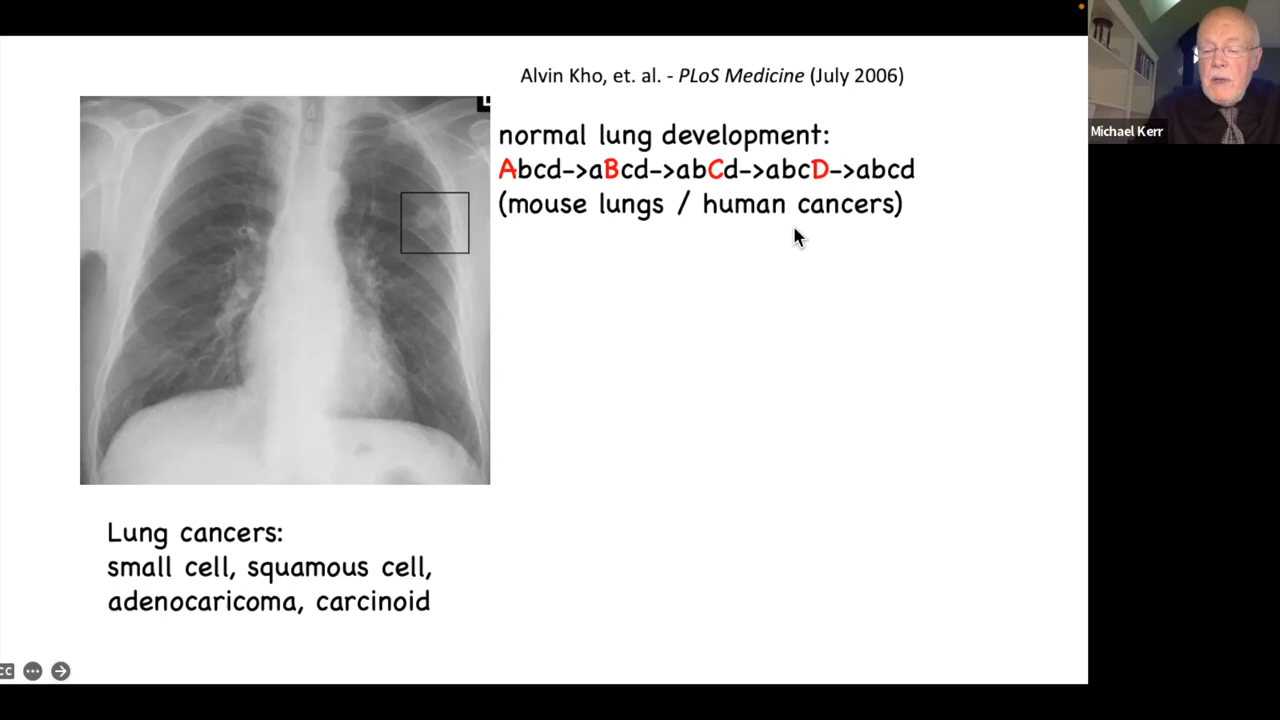 Alvin Kho, et. al. - PLoS Medicine (July 2006)
normal lung development:
Abcd->aBcd->abCd->abcD->abcd
(mouse lungs / human cancers)
Lung cancers:
small cell, squamous cell,
adenocaricoma, carcinoid
Michael Kerr
CC